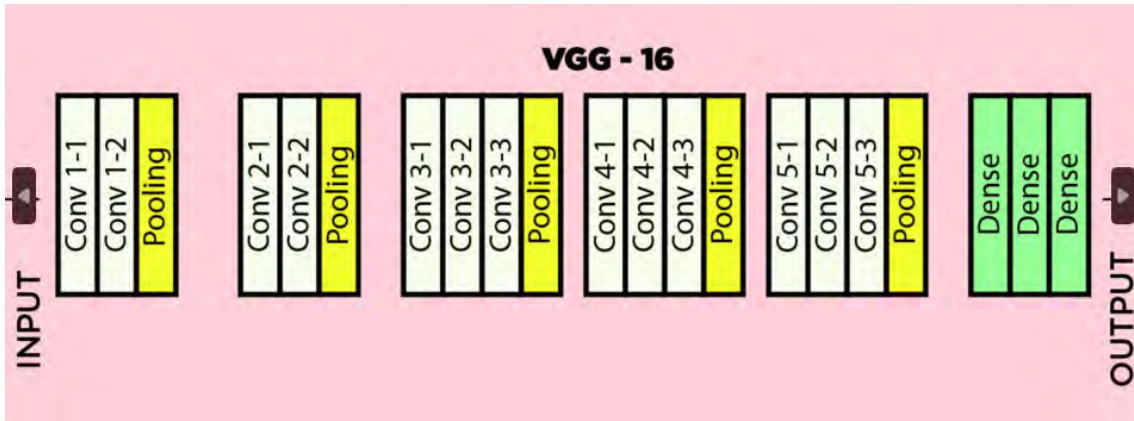 VGG - 16
INPUT
Conv 1-1
Conv 1-2
Pooling
Conv 2-1
Conv 2-2
Pooling
Conv 3-1
Conv 3-2
Conv 3-3
Pooling
Conv 4-1
Conv 4-2
Conv 4-3
Pooling
Conv 5-1
Conv 5-2
Conv 5-3
Pooling
Dense
Dense
Dense
OUTPUT